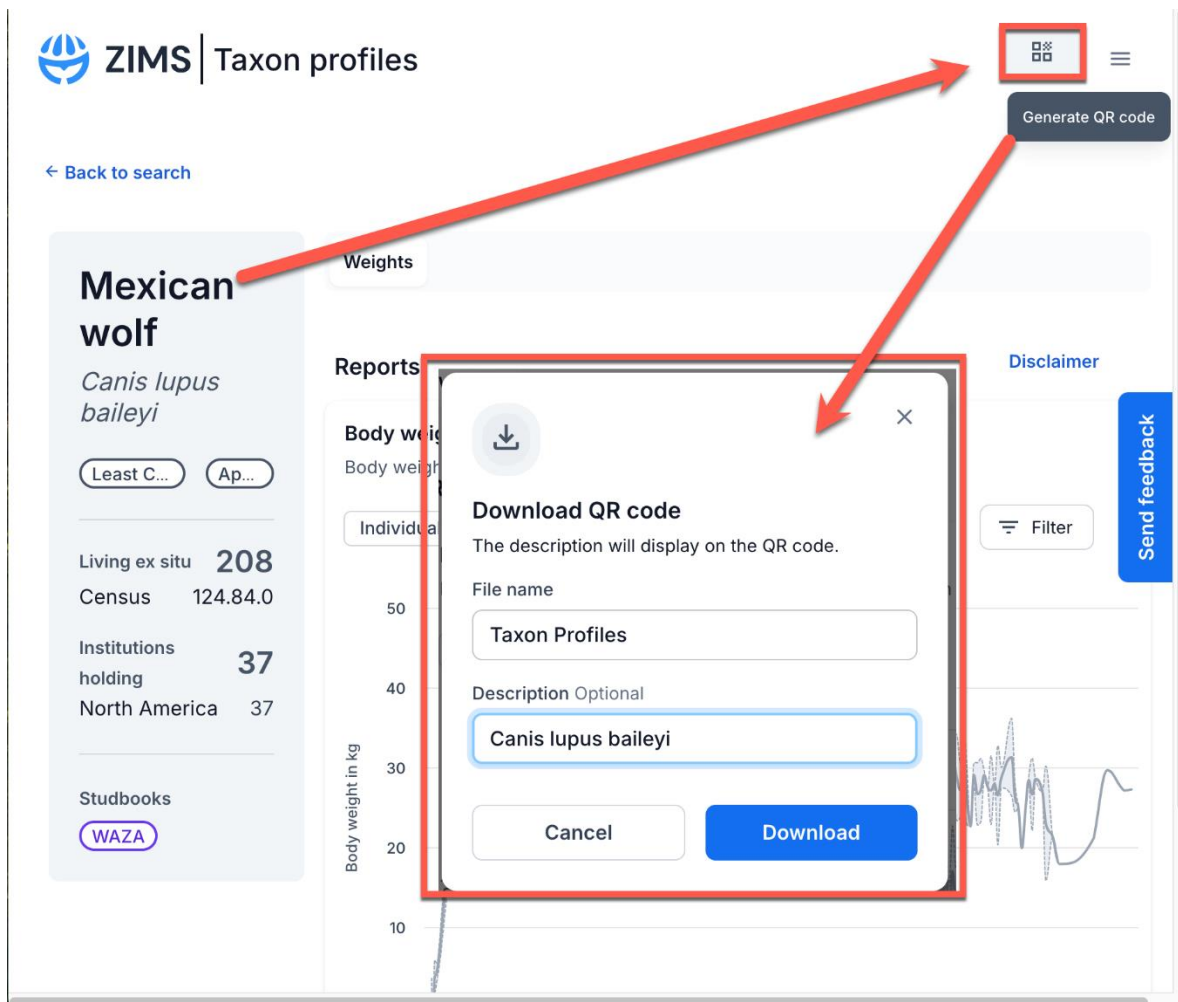 ZIMS | Taxon profiles
Generate QR code
← Back to search
Mexican
wolf
Canis lupus
baileyi
Least C... Ap...
Living ex situ 208
Census 124.84.0
Institutions
holding 37
North America 37
Studbooks
WAZA
Weights
Reports
Disclaimer
Body weig
Body weigh
Individual
Filter
Send feedback
Body weight in kg
50
40
30
20
10
Download QR code
The description will display on the QR code.
File name
Taxon Profiles
Description Optional
Canis lupus baileyi
Cancel Download